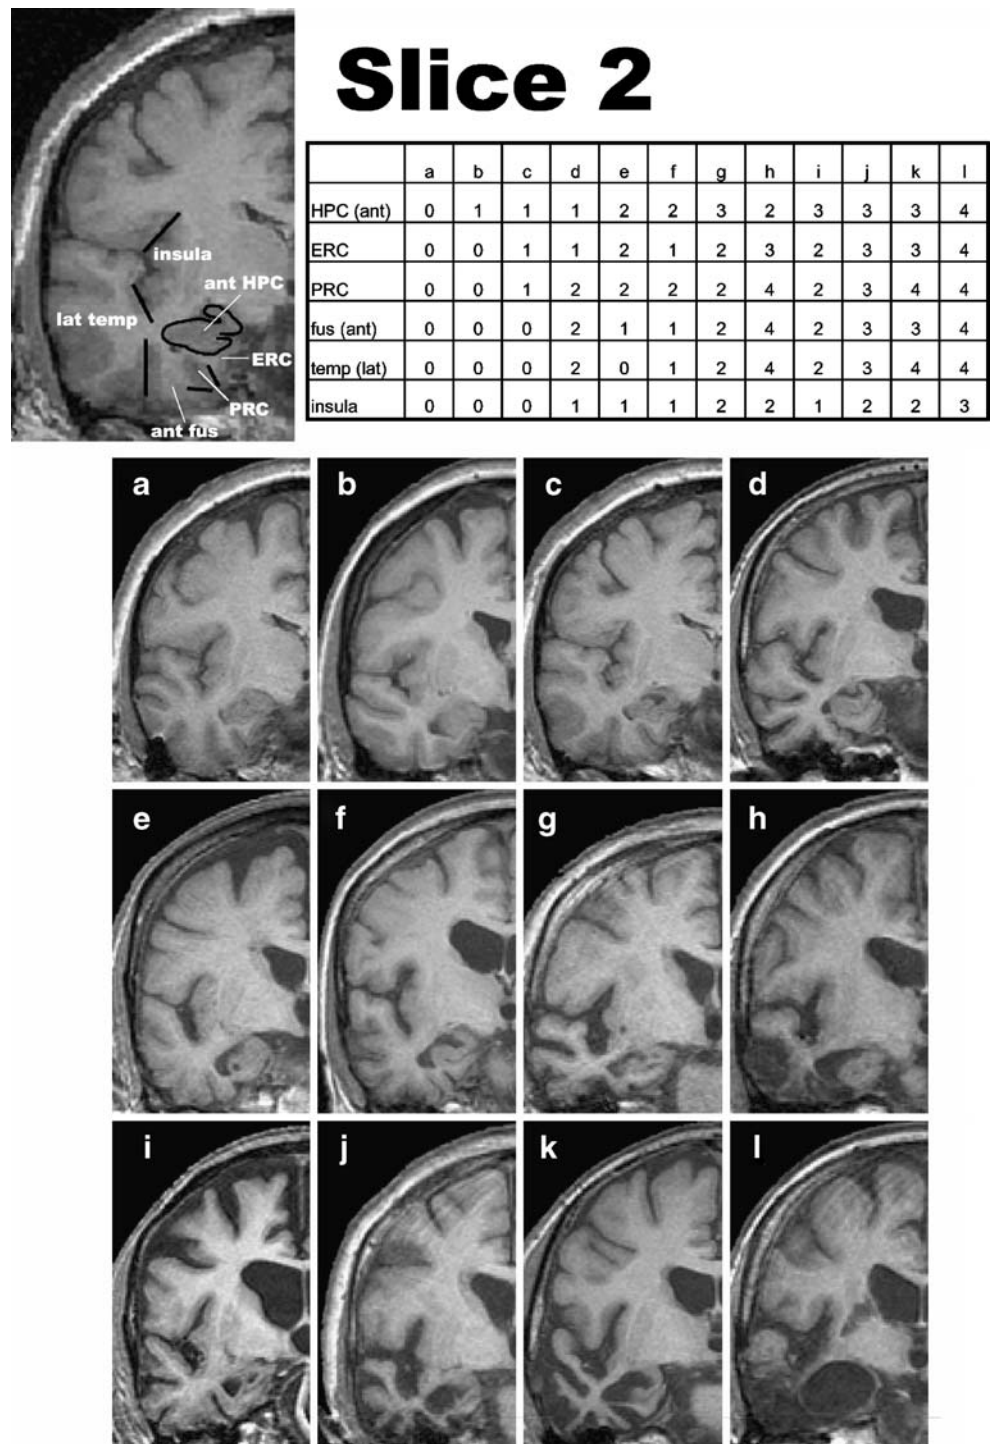 Slice 2
insula
ant HPC
lat temp
ERC
PRC
ant fus
a b c d e f g h i j k l
HPC (ant) 0 1 1 1 2 2 3 2 3 3 3 4
ERC 0 0 1 1 2 1 2 3 2 3 3 4
PRC 0 0 1 2 2 2 2 4 2 3 4 4
fus (ant) 0 0 0 2 1 1 2 4 2 3 3 4
temp (lat) 0 0 0 2 0 1 2 4 2 3 4 4
insula 0 0 0 1 1 1 2 2 1 2 2 3
a b c d
e f g h
i j k l